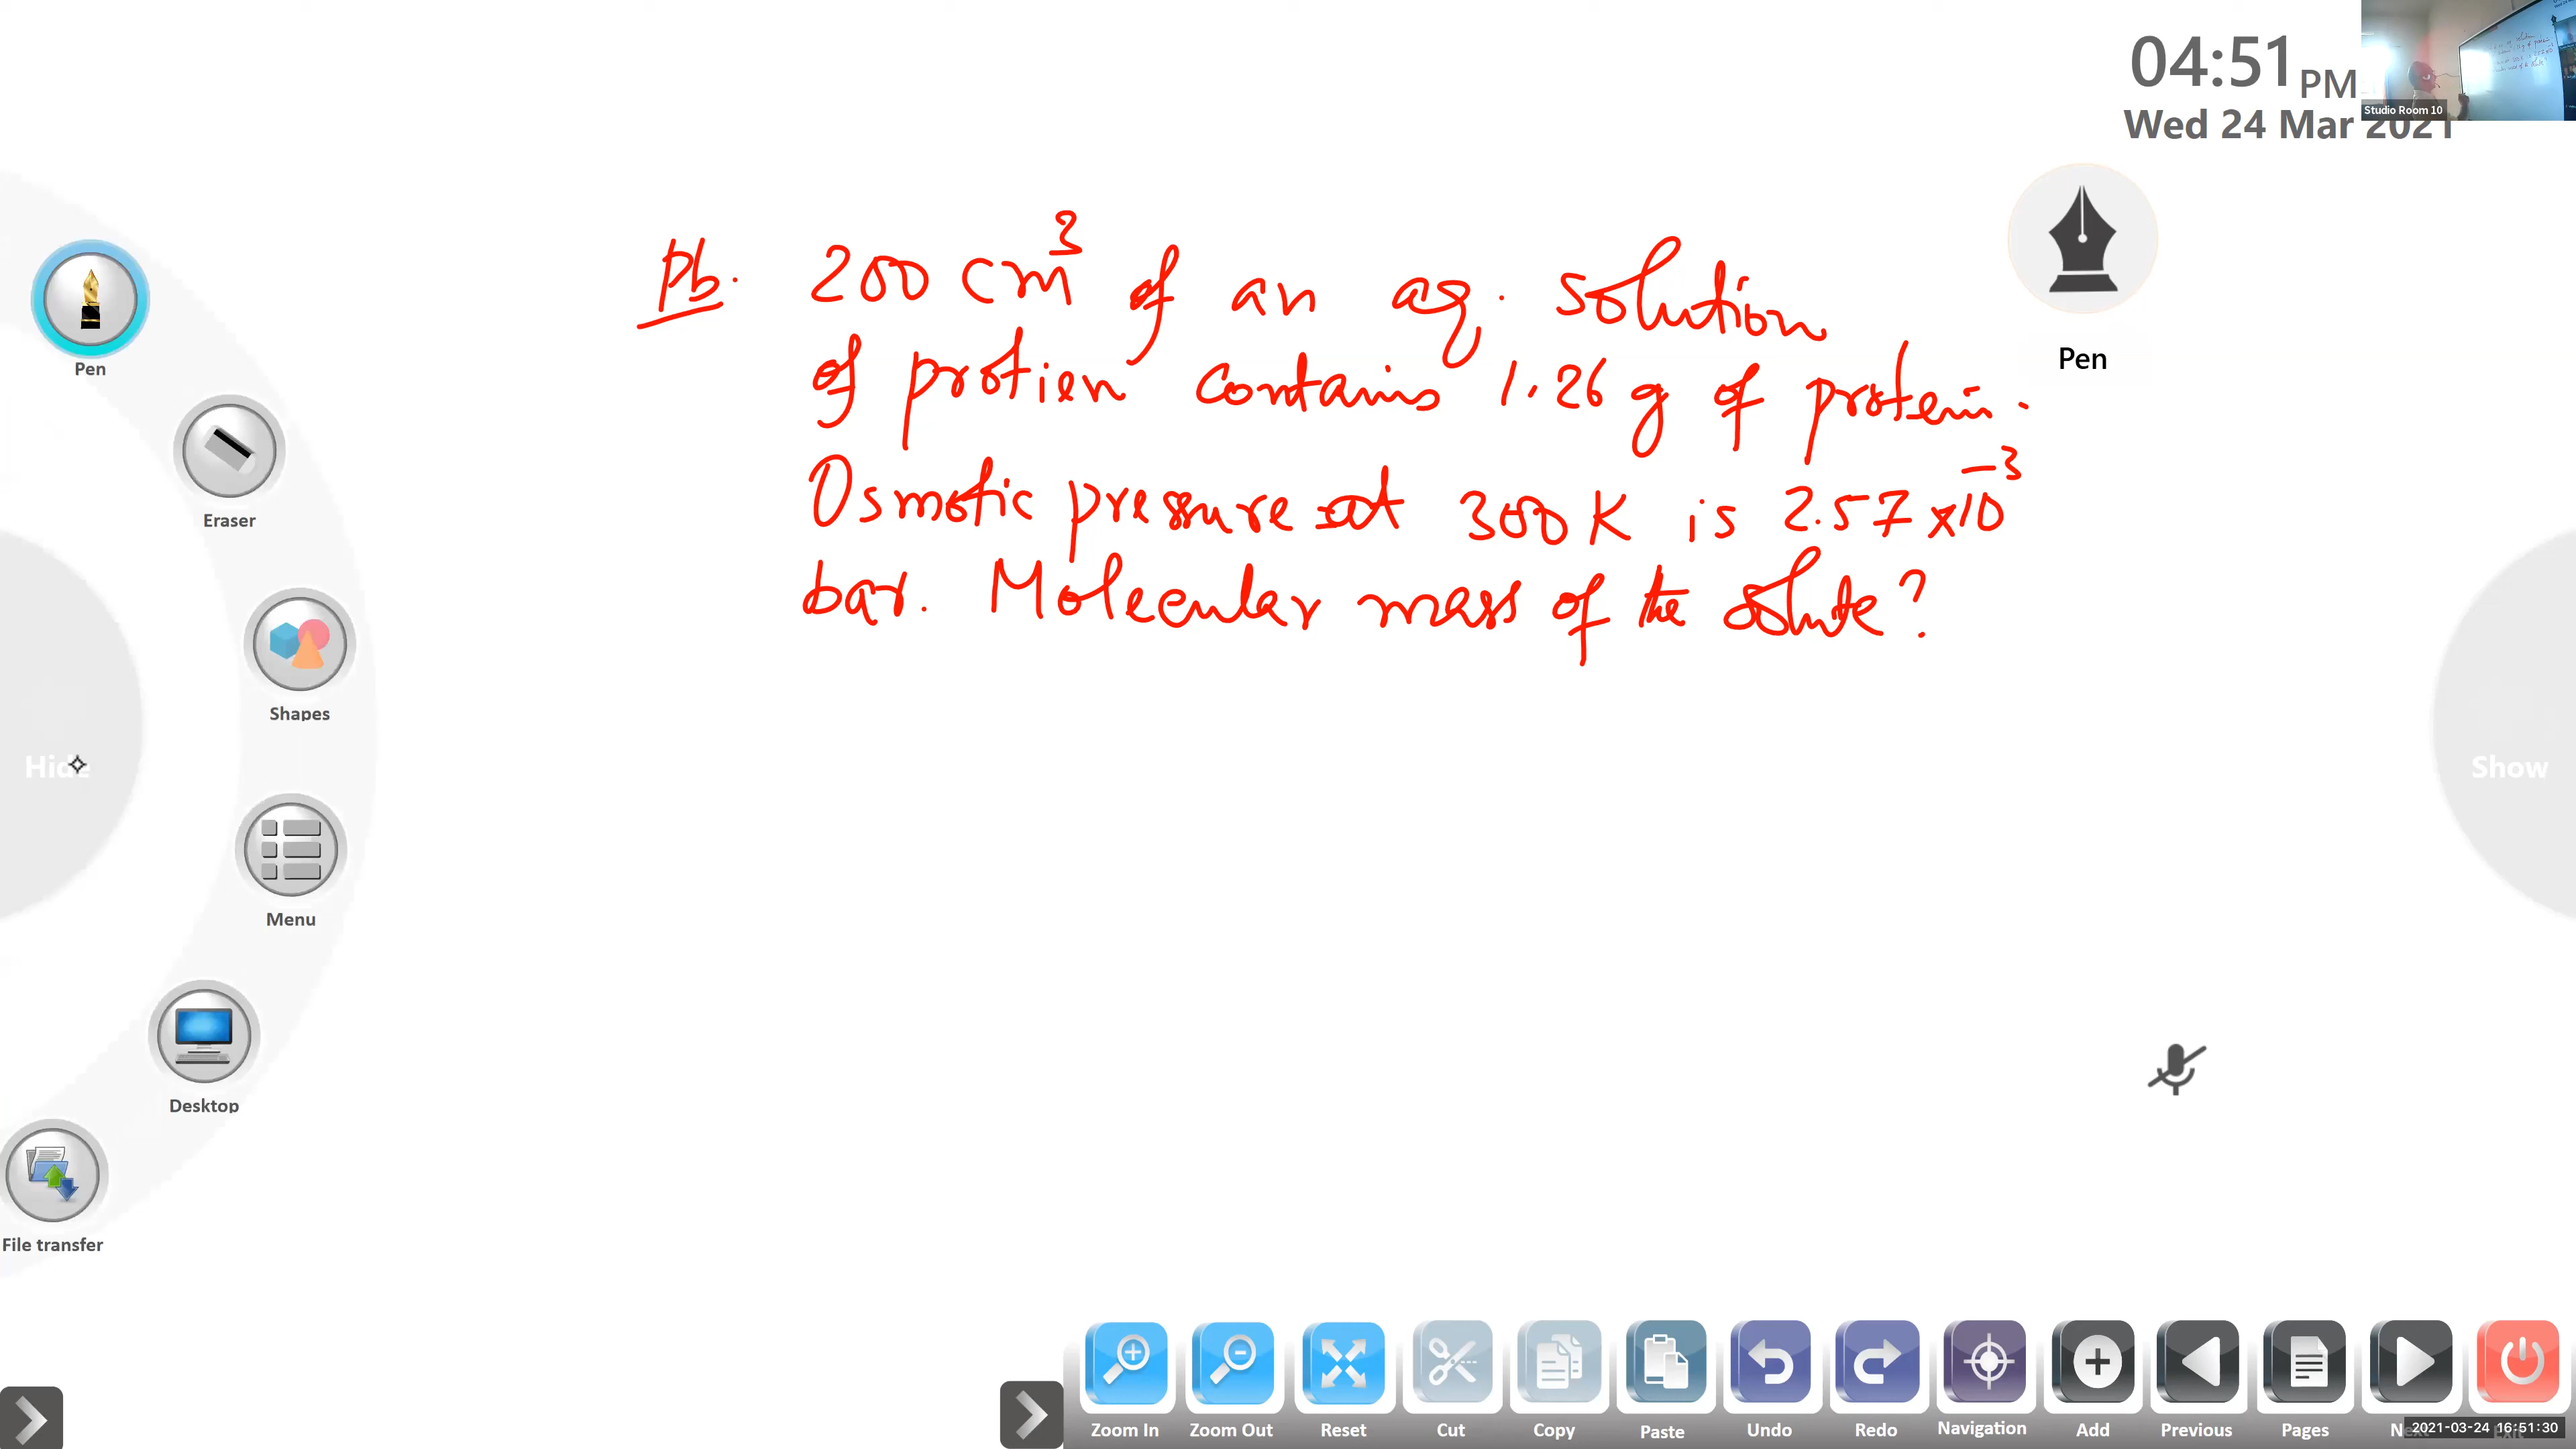 04:51 PM
Studio Room 10
Wed 24 Mar 2021
Pb. 200 cm³ of an aq. solution
of protien contains 1.26 g of protein.
Osmotic pressure at 300 K is 2.57 × 10⁻³
bar. Molecular mass of the solute?
Pen
Pen
Eraser
Shapes
Hide
Show
Menu
Desktop
File transfer
Zoom In Zoom Out Reset Cut Copy Paste Undo Redo Navigation Add Previous Pages
2021-03-24 16:51:30